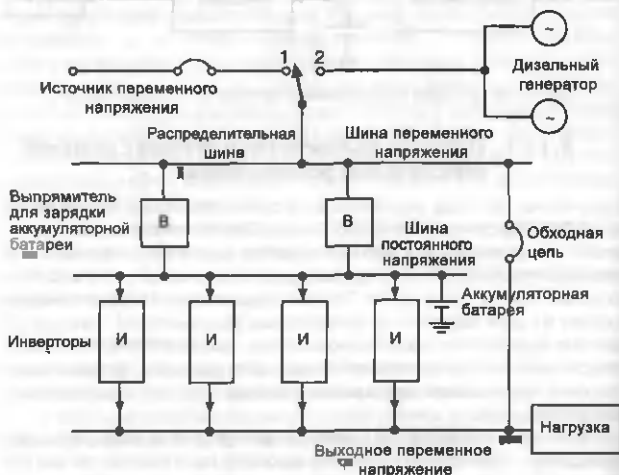 1 2
Источник переменного
напряжения
Дизельный
генератор
~
~
Распределительная
шина
Шина переменного
напряжения
Выпрямитель
для зарядки
аккумуляторной
батареи
В
В
Шина
постоянного
напряжения
Обходная
цепь
Аккумуляторная
батарея
Инверторы
И
И
И
И
Нагрузка
Выходное переменное
напряжение